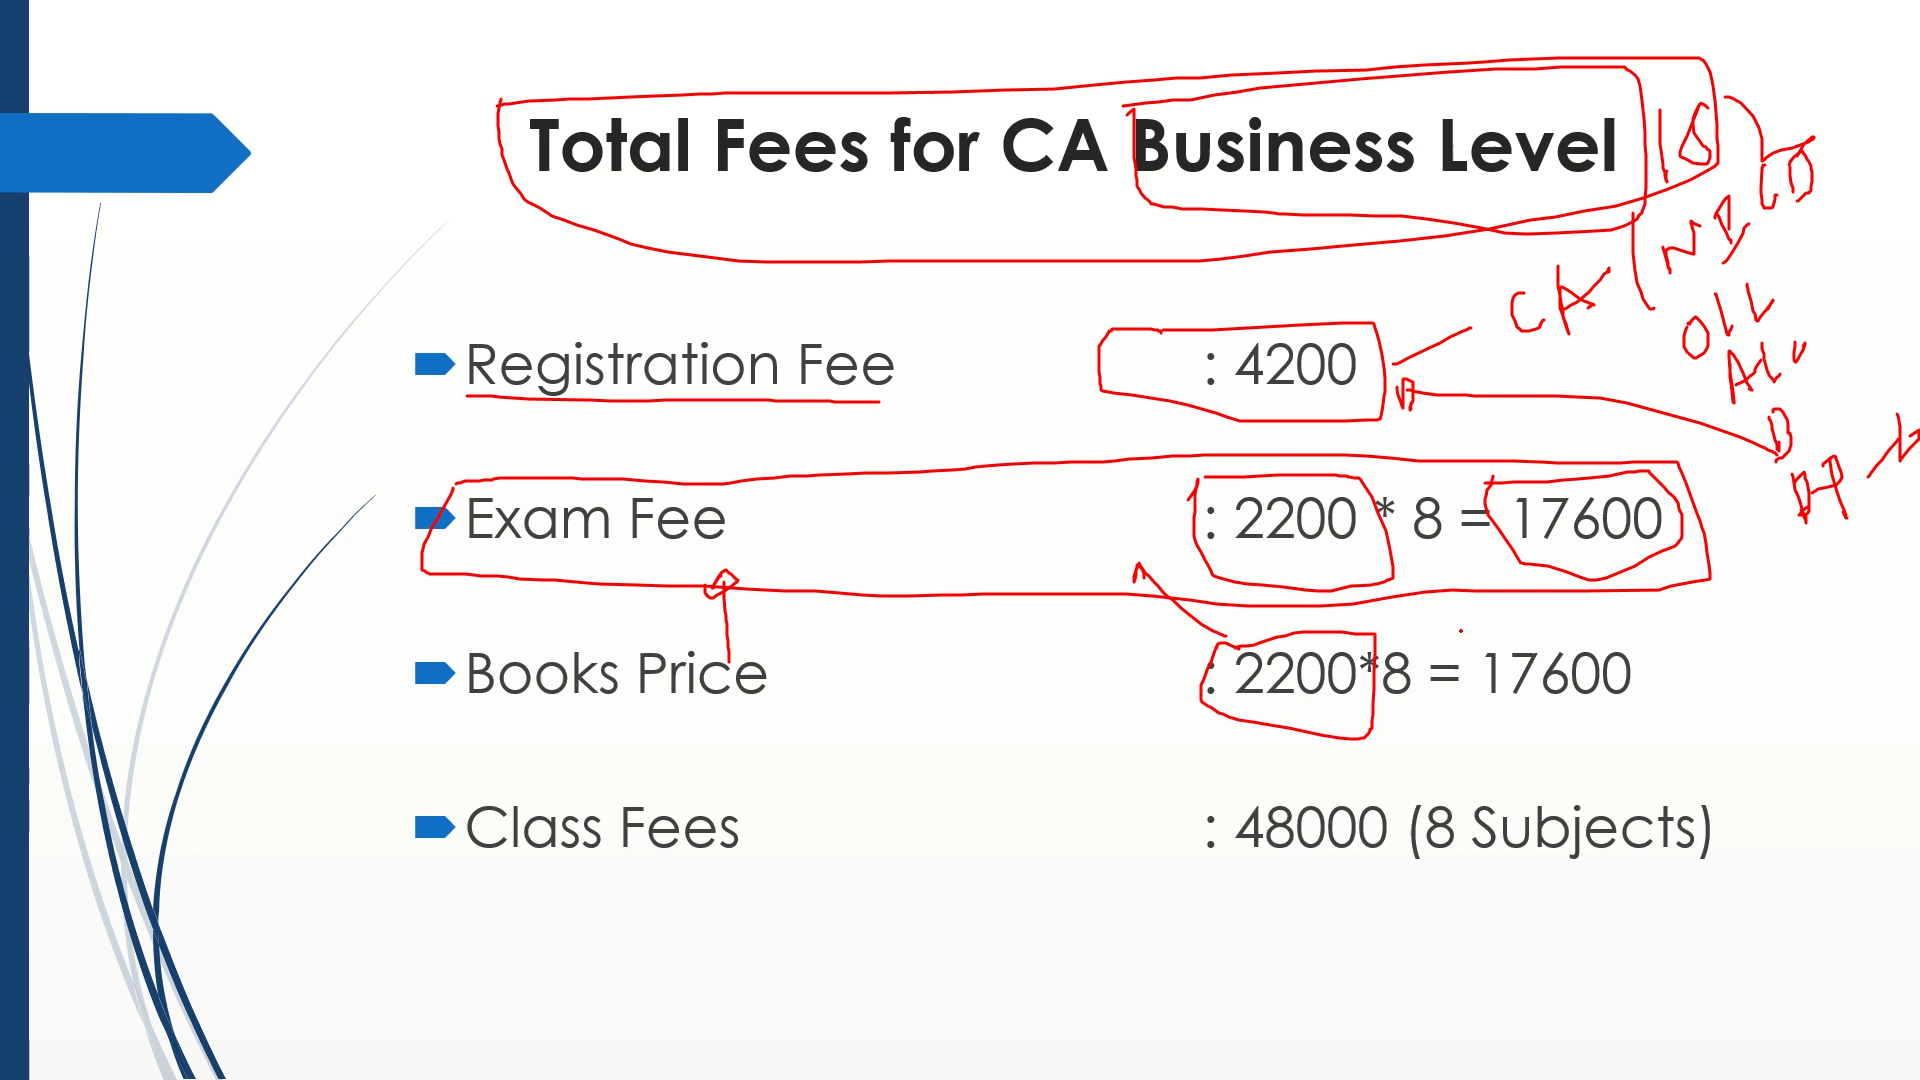 Total Fees for CA Business Level
Registration Fee : 4200
CA
Exam Fee : 2200 * 8 = 17600
Books Price : 2200*8 = 17600
Class Fees : 48000 (8 Subjects)